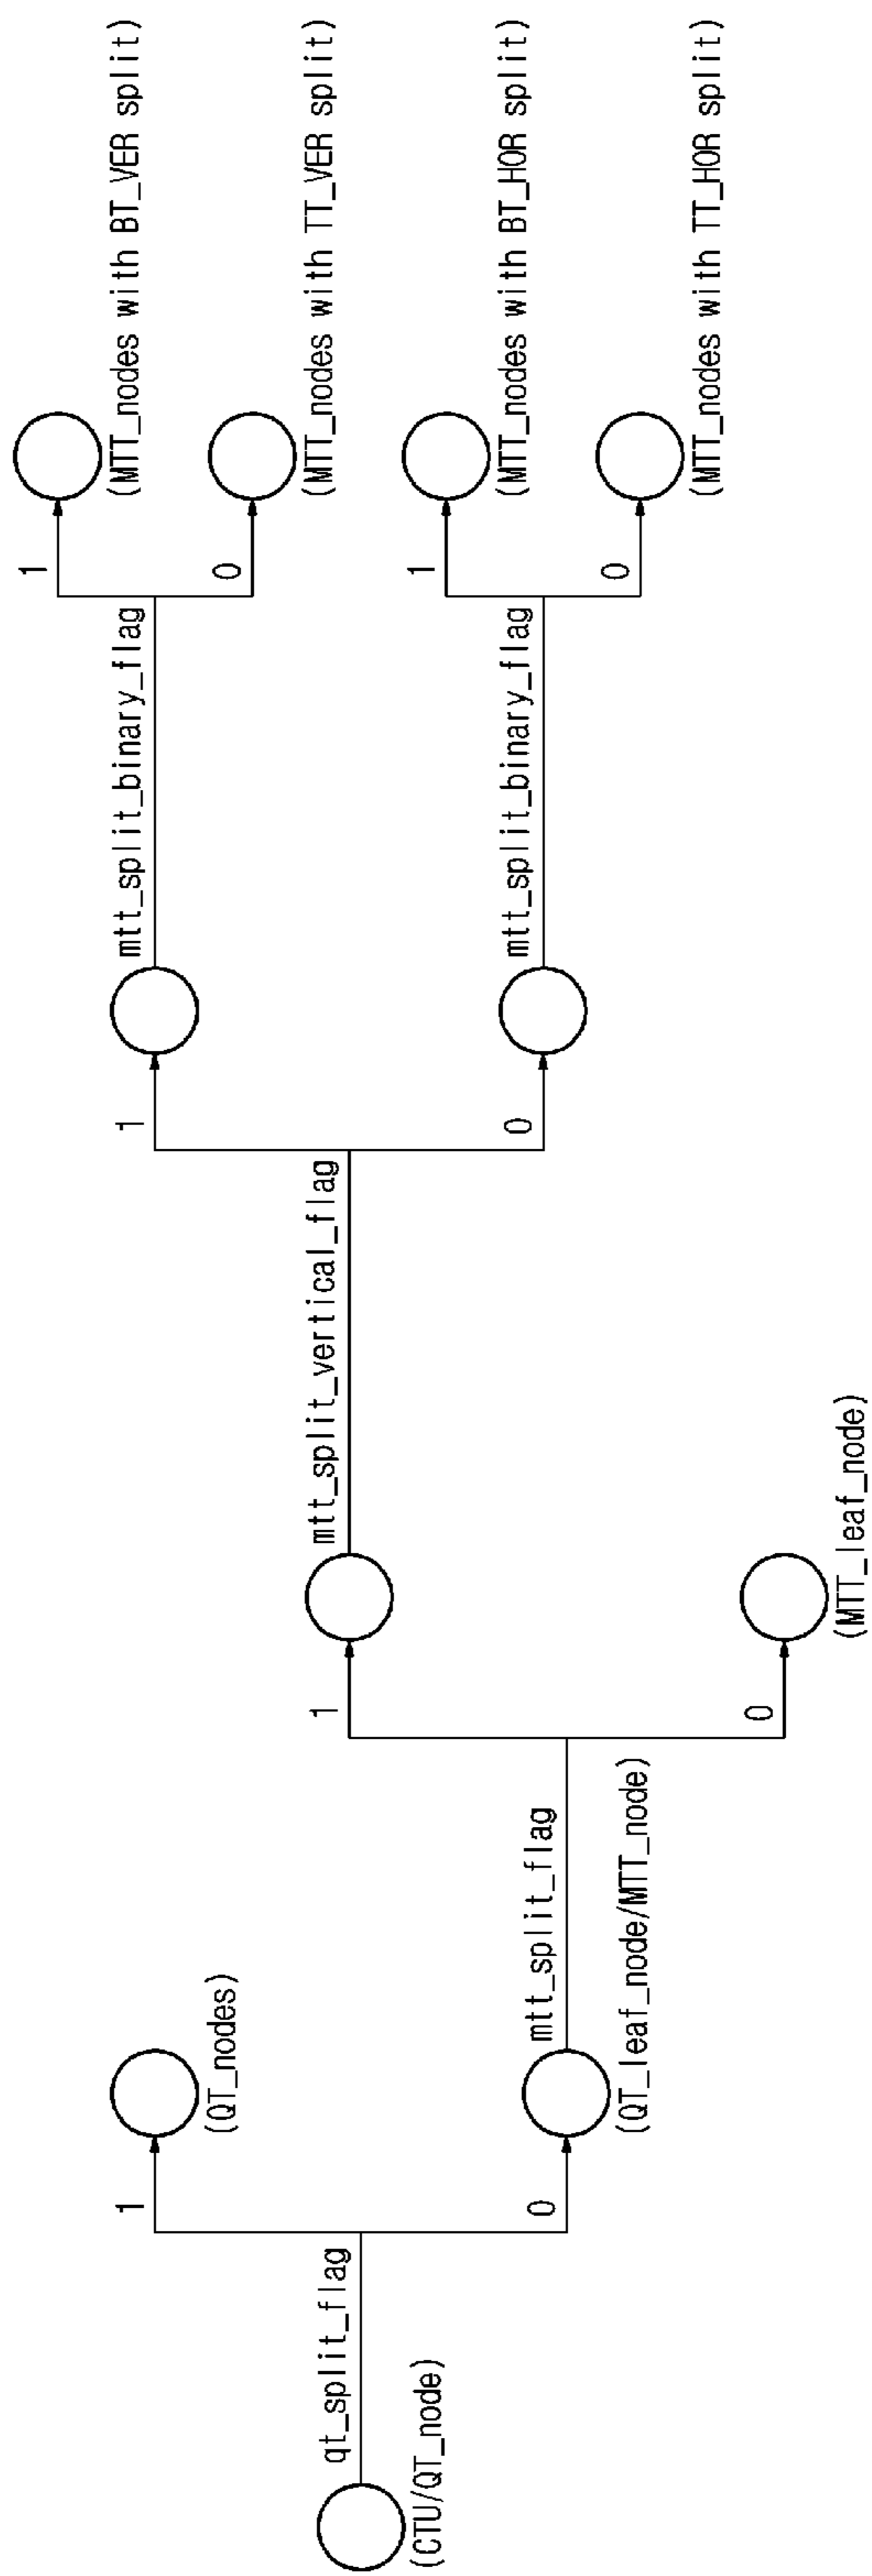 (CTU/QT_node)
qt_split_flag
1
(QT_nodes)
0
(QT_leaf_node/MTT_node)
mtt_split_flag
1
0
(MTT_leaf_node)
mtt_split_vertical_flag
1
mtt_split_binary_flag
1
(MTT_nodes with BT_VER split)
0
(MTT_nodes with TT_VER split)
0
mtt_split_binary_flag
1
(MTT_nodes with BT_HOR split)
0
(MTT_nodes with TT_HOR split)